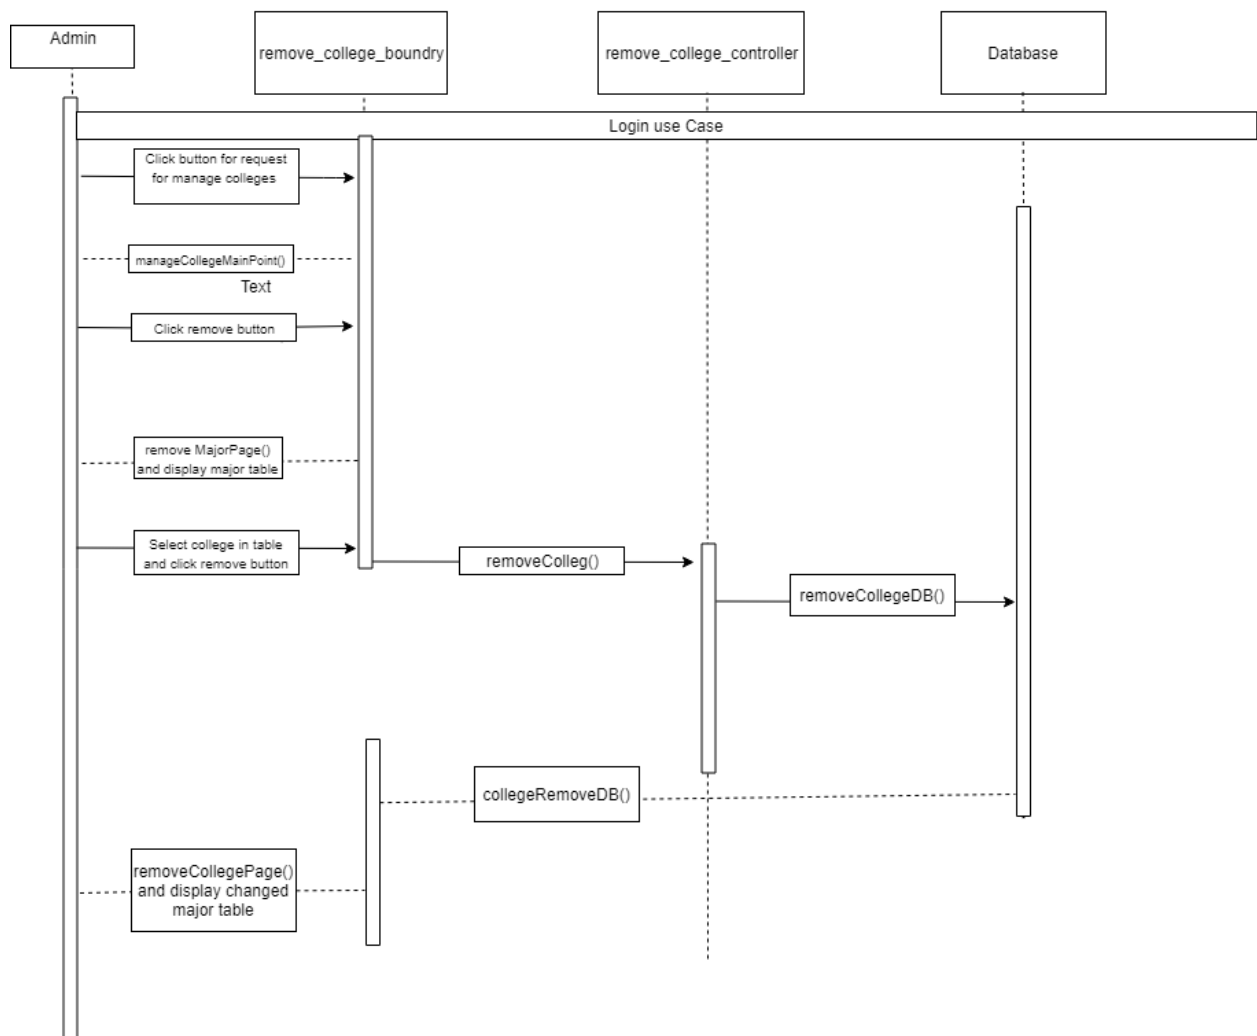 Admin
remove_college_boundry
remove_college_controller
Database
Login use Case
Click button for request
for manage colleges
manageCollegeMainPoint()
Text
Click remove button
remove MajorPage()
and display major table
Select college in table
and click remove button
removeColleg()
removeCollegeDB()
collegeRemoveDB()
removeCollegePage()
and display changed
major table